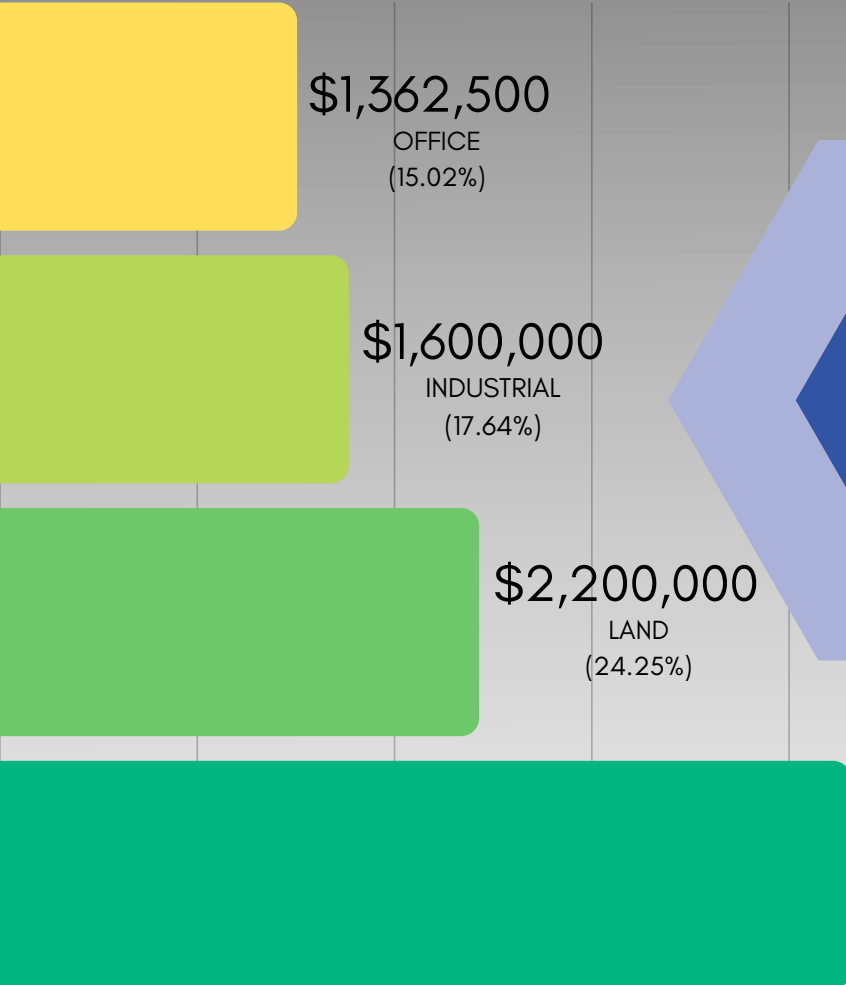 $1,362,500
OFFICE
(15.02%)
$1,600,000
INDUSTRIAL
(17.64%)
$2,200,000
LAND
(24.25%)